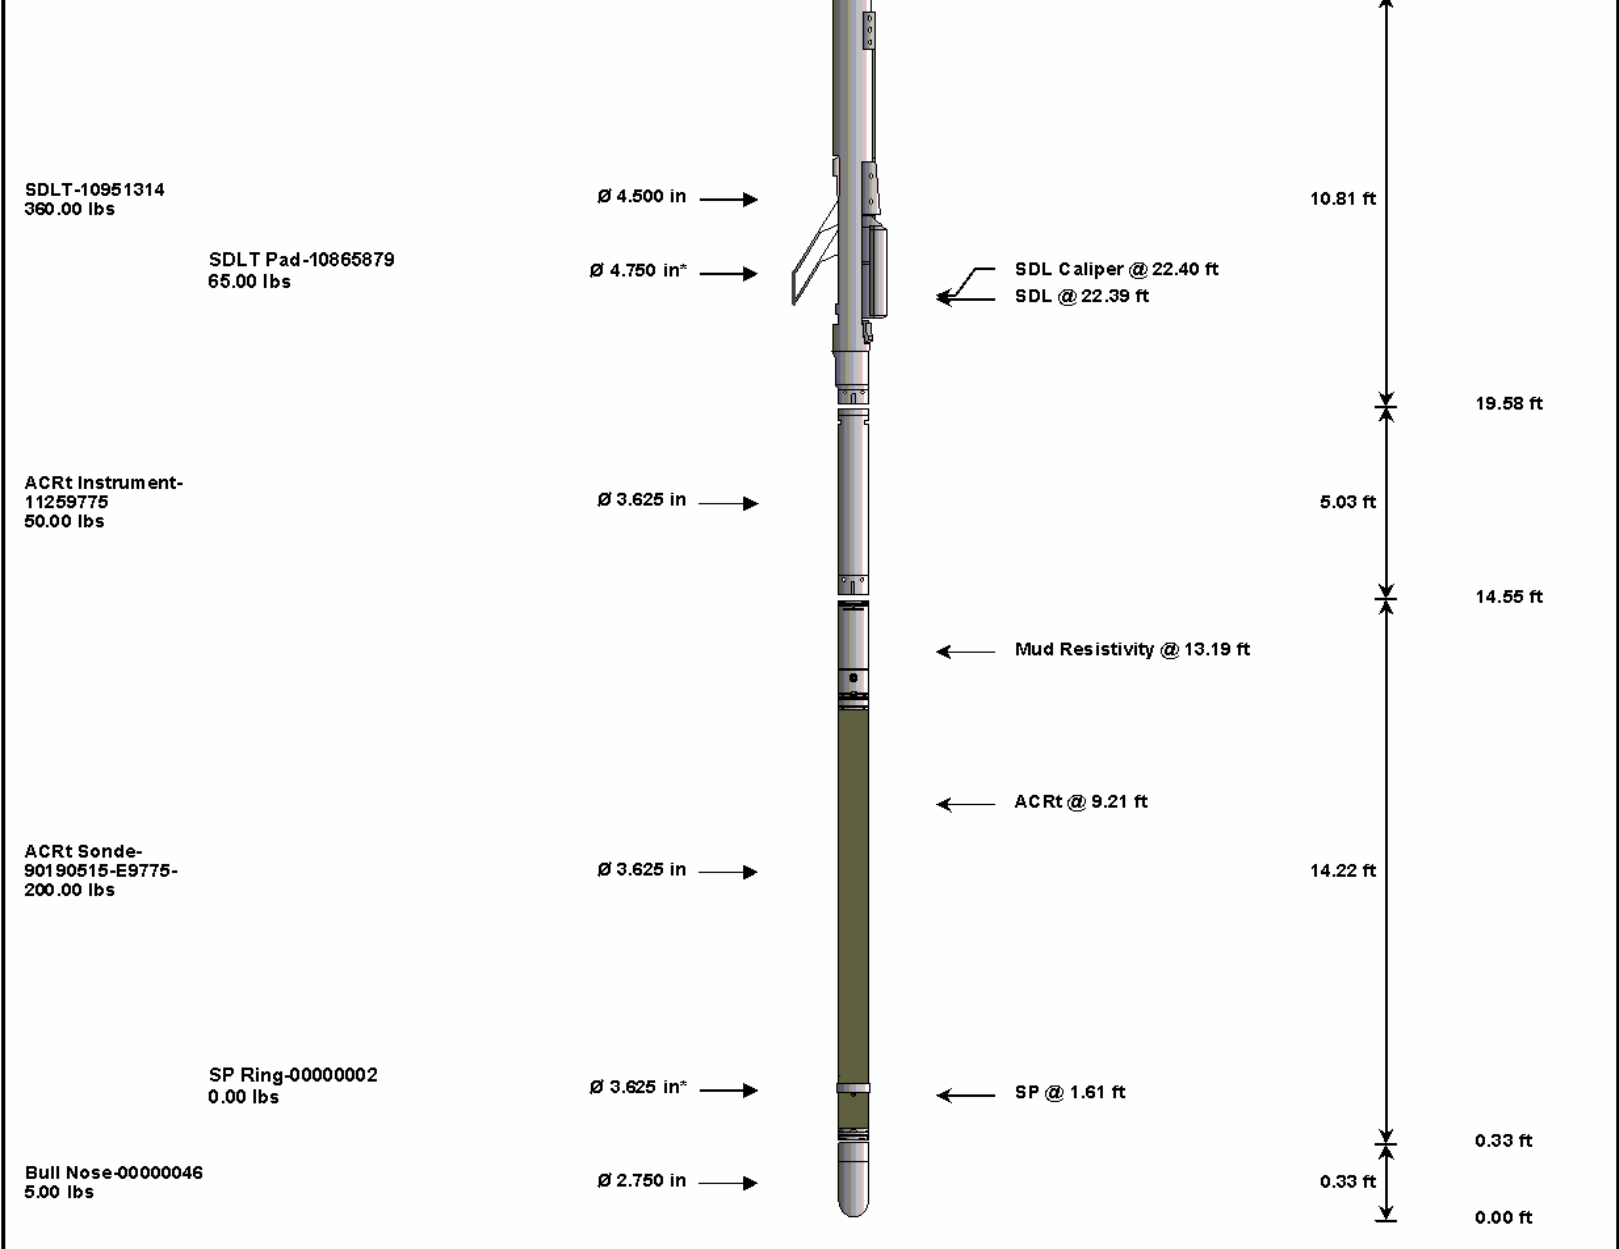 SDLT-10951314
360.00 lbs
Ø 4.500 in
10.81 ft
SDLT Pad-10865879
65.00 lbs
Ø 4.750 in*
SDL Caliper @ 22.40 ft
SDL @ 22.39 ft
19.58 ft
ACRt Instrument-
11259775
50.00 lbs
Ø 3.625 in
5.03 ft
14.55 ft
Mud Resistivity @ 13.19 ft
ACRt @ 9.21 ft
ACRt Sonde-
90190515-E9775-
200.00 lbs
Ø 3.625 in
14.22 ft
SP Ring-00000002
0.00 lbs
Ø 3.625 in*
SP @ 1.61 ft
0.33 ft
Bull Nose-00000046
5.00 lbs
Ø 2.750 in
0.33 ft
0.00 ft